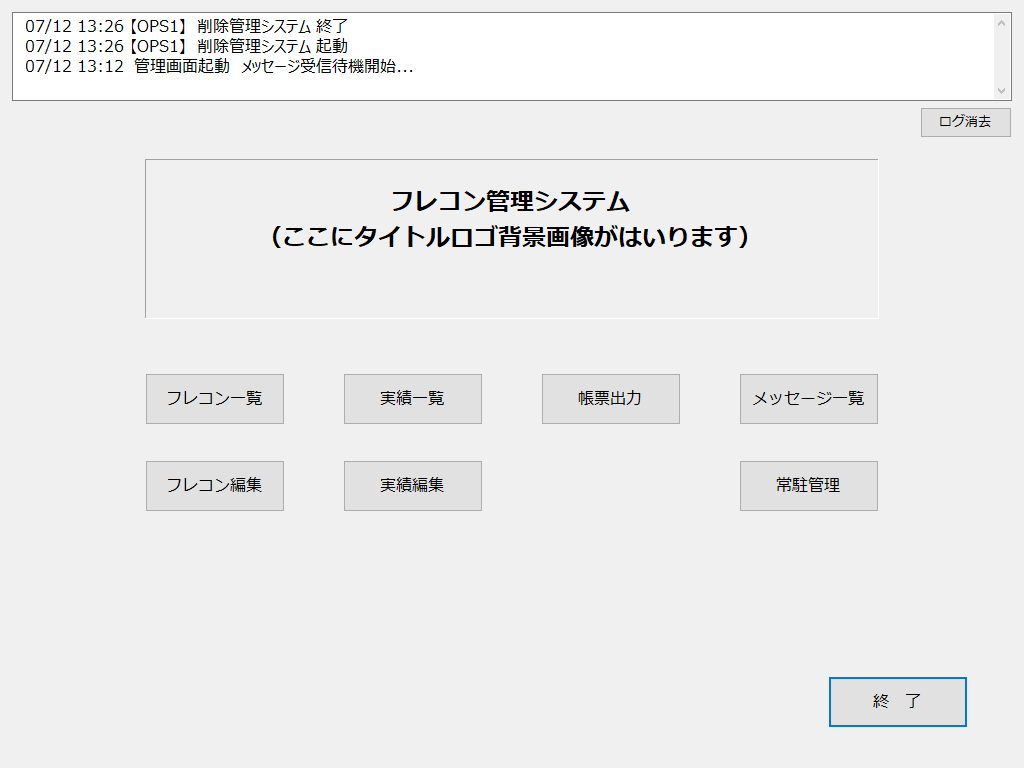 07/12 13:26【OPS1】 削除管理システム 終了
07/12 13:26【OPS1】 削除管理システム 起動
07/12 13:12 管理画面起動 メッセージ受信待機開始...
ログ消去
フレコン管理システム
（ここにタイトルロゴ背景画像がはいります）
フレコン一覧 実績一覧 帳票出力 メッセージ一覧
フレコン編集 実績編集 常駐管理
終 了